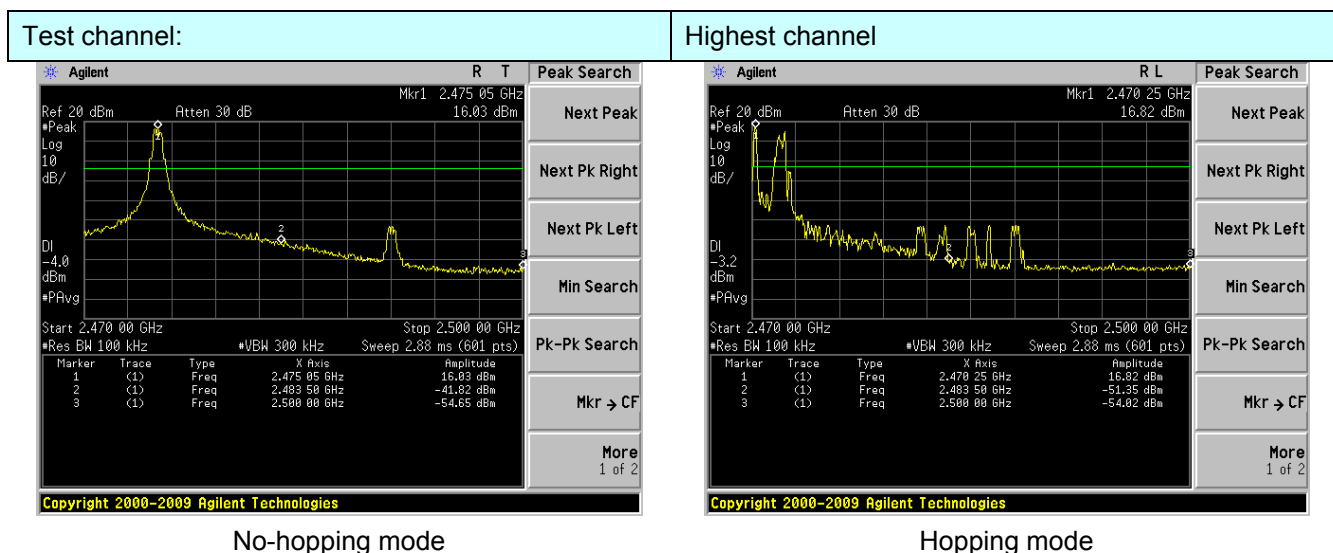 Test channel: Highest channel
Agilent R T Peak Search
Mkr1 2.475 05 GHz
Ref 20 dBm Atten 30 dB 16.03 dBm
#Peak
Log
10
dB/
1
2
3
DI
-4.0
dBm
#PAvg
Start 2.470 00 GHz Stop 2.500 00 GHz
#Res BW 100 kHz #VBW 300 kHz Sweep 2.88 ms (601 pts)
Marker Trace Type X Axis Amplitude
1 (1) Freq 2.475 05 GHz 16.03 dBm
2 (1) Freq 2.483 50 GHz -41.82 dBm
3 (1) Freq 2.500 00 GHz -54.65 dBm
Next Peak
Next Pk Right
Next Pk Left
Min Search
Pk-Pk Search
Mkr → CF
More
1 of 2
Copyright 2000-2009 Agilent Technologies
No-hopping mode
Agilent R L Peak Search
Mkr1 2.470 25 GHz
Ref 20 dBm Atten 30 dB 16.82 dBm
#Peak
Log
10
dB/
1
2
3
DI
-3.2
dBm
#PAvg
Start 2.470 00 GHz Stop 2.500 00 GHz
#Res BW 100 kHz #VBW 300 kHz Sweep 2.88 ms (601 pts)
Marker Trace Type X Axis Amplitude
1 (1) Freq 2.470 25 GHz 16.82 dBm
2 (1) Freq 2.483 50 GHz -51.35 dBm
3 (1) Freq 2.500 00 GHz -54.02 dBm
Next Peak
Next Pk Right
Next Pk Left
Min Search
Pk-Pk Search
Mkr → CF
More
1 of 2
Copyright 2000-2009 Agilent Technologies
Hopping mode